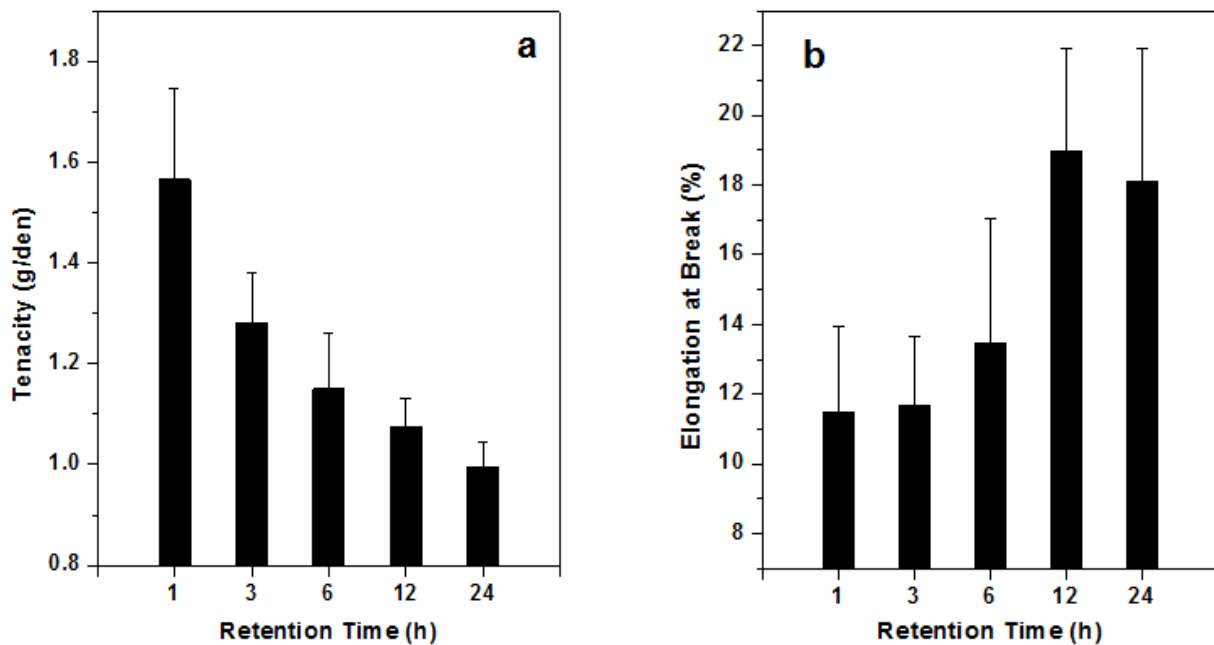 a
Tenacity (g/den)
1.8
1.6
1.4
1.2
1.0
0.8
1 3 6 12 24
Retention Time (h)
b
Elongation at Break (%)
22
20
18
16
14
12
10
8
1 3 6 12 24
Retention Time (h)